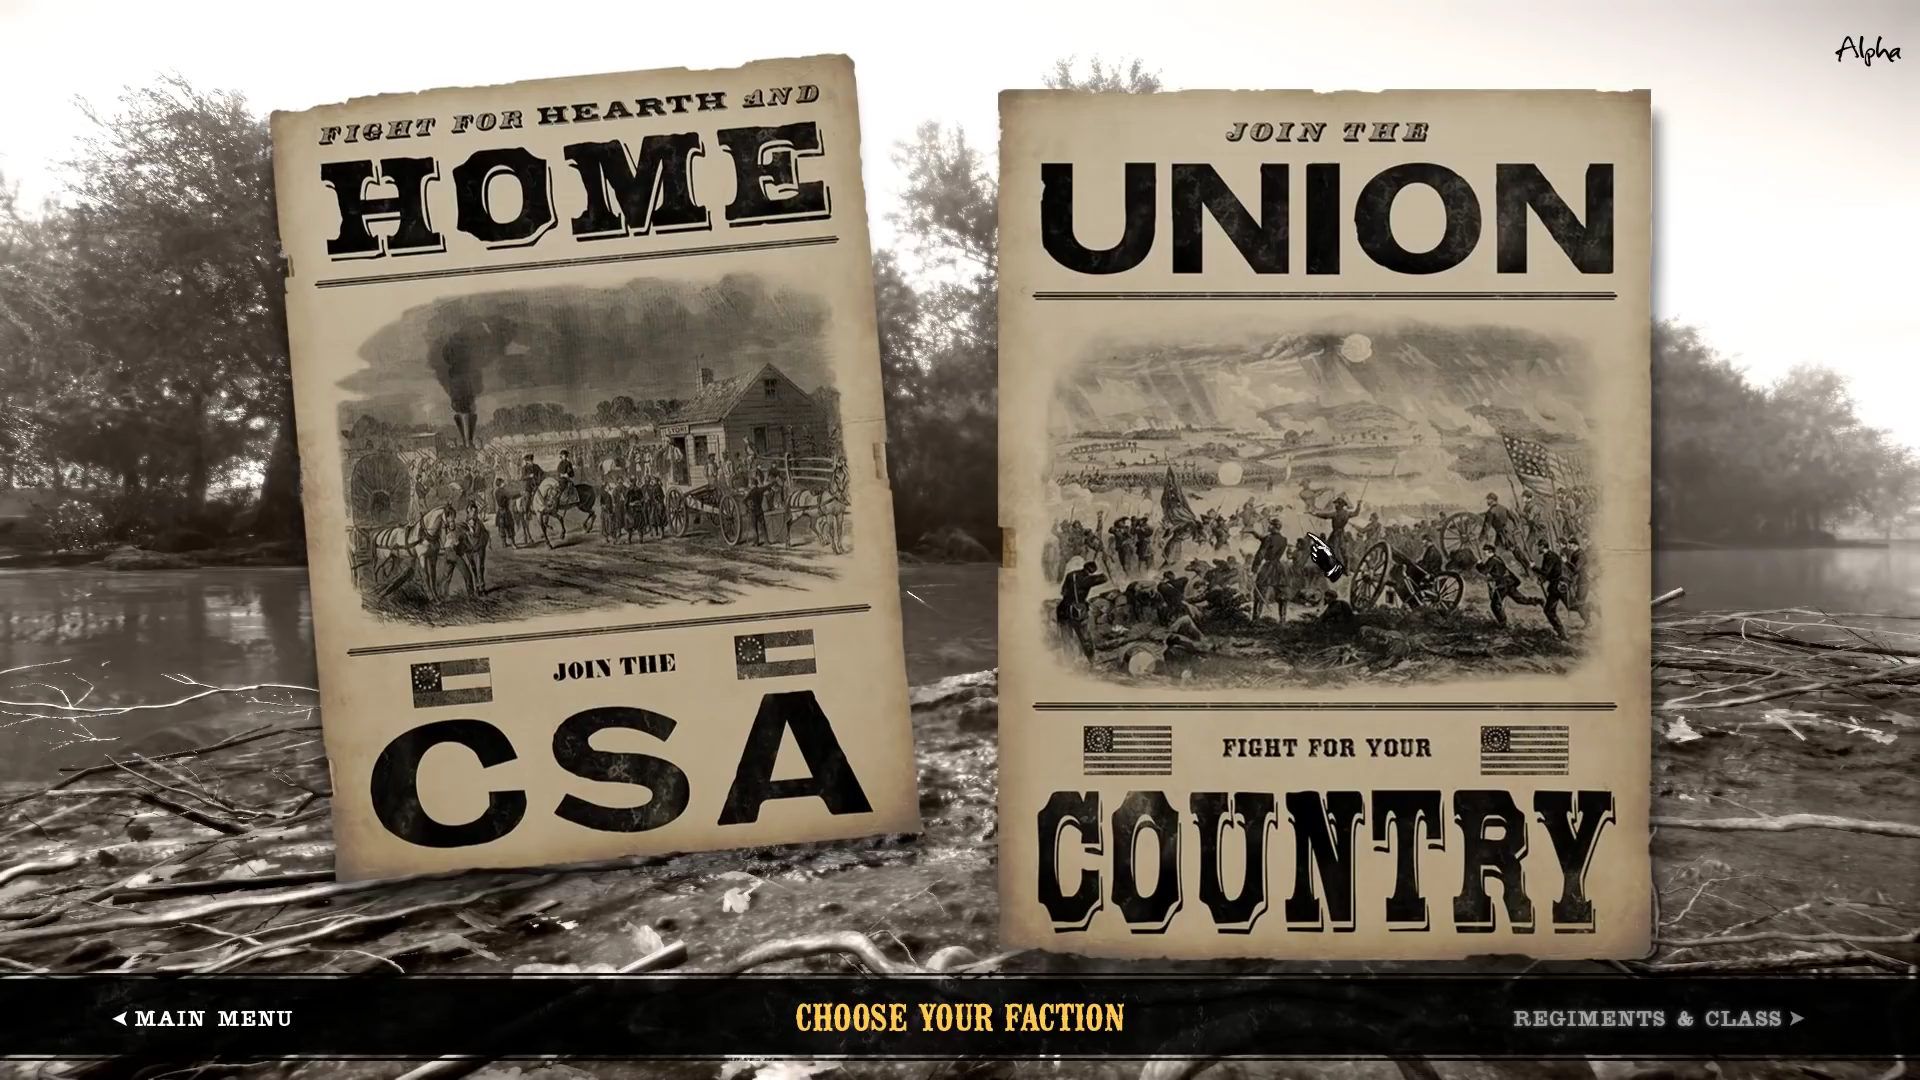 Alpha
FIGHT FOR HEARTH AND
HOME
STORE
JOIN THE
CSA
JOIN THE
UNION
FIGHT FOR YOUR
COUNTRY
MAIN MENU
CHOOSE YOUR FACTION
REGIMENTS & CLASS